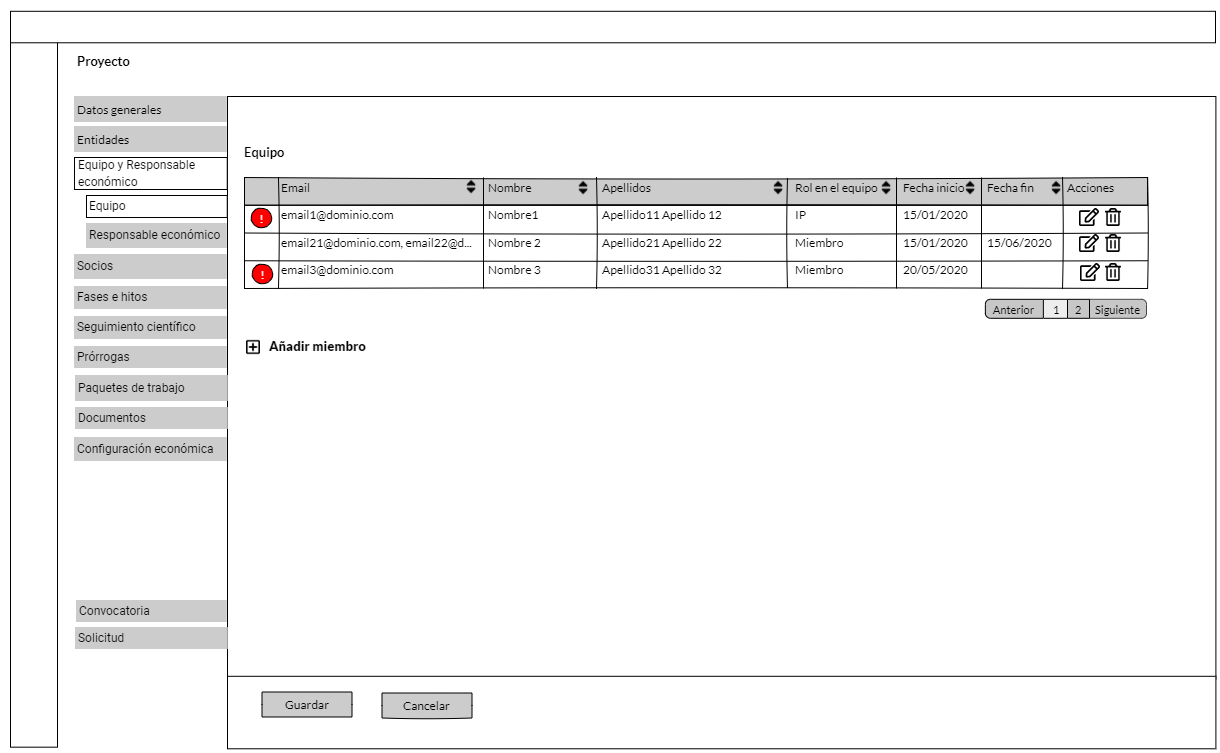 Proyecto
Datos generales
Entidades
Equipo y Responsable
económico
Equipo
Responsable económico
Socios
Fases e hitos
Seguimiento científico
Prórrogas
Paquetes de trabajo
Documentos
Configuración económica
Convocatoria
Solicitud
Equipo
Email Nombre Apellidos Rol en el equipo Fecha inicio Fecha fin Acciones
! email1@dominio.com Nombre1 Apellido11 Apellido 12 IP 15/01/2020
email21@dominio.com, email22@d... Nombre 2 Apellido21 Apellido 22 Miembro 15/01/2020 15/06/2020
! email3@dominio.com Nombre 3 Apellido31 Apellido 32 Miembro 20/05/2020
Anterior 1 2 Siguiente
Añadir miembro
Guardar Cancelar